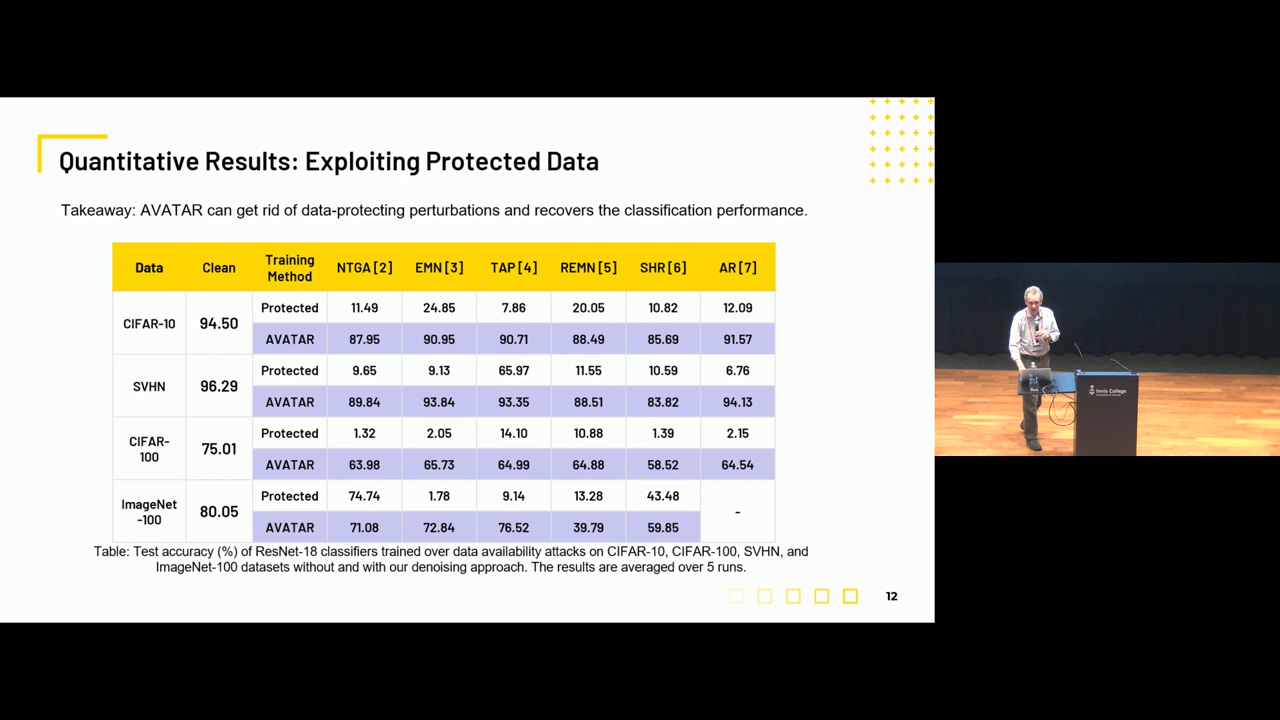 Quantitative Results: Exploiting Protected Data
Takeaway: AVATAR can get rid of data-protecting perturbations and recovers the classification performance.
Data Clean Training Method NTGA [2] EMN [3] TAP [4] REMN [5] SHR [6] AR [7]
CIFAR-10 94.50 Protected 11.49 24.85 7.86 20.05 10.82 12.09
AVATAR 87.95 90.95 90.71 88.49 85.69 91.57
SVHN 96.29 Protected 9.65 9.13 65.97 11.55 10.59 6.76
AVATAR 89.84 93.84 93.35 88.51 83.82 94.13
CIFAR-100 75.01 Protected 1.32 2.05 14.10 10.88 1.39 2.15
AVATAR 63.98 65.73 64.99 64.88 58.52 64.54
ImageNet-100 80.05 Protected 74.74 1.78 9.14 13.28 43.48 -
AVATAR 71.08 72.84 76.52 39.79 59.85
Table: Test accuracy (%) of ResNet-18 classifiers trained over data availability attacks on CIFAR-10, CIFAR-100, SVHN, and
ImageNet-100 datasets without and with our denoising approach. The results are averaged over 5 runs.
12
Innis College